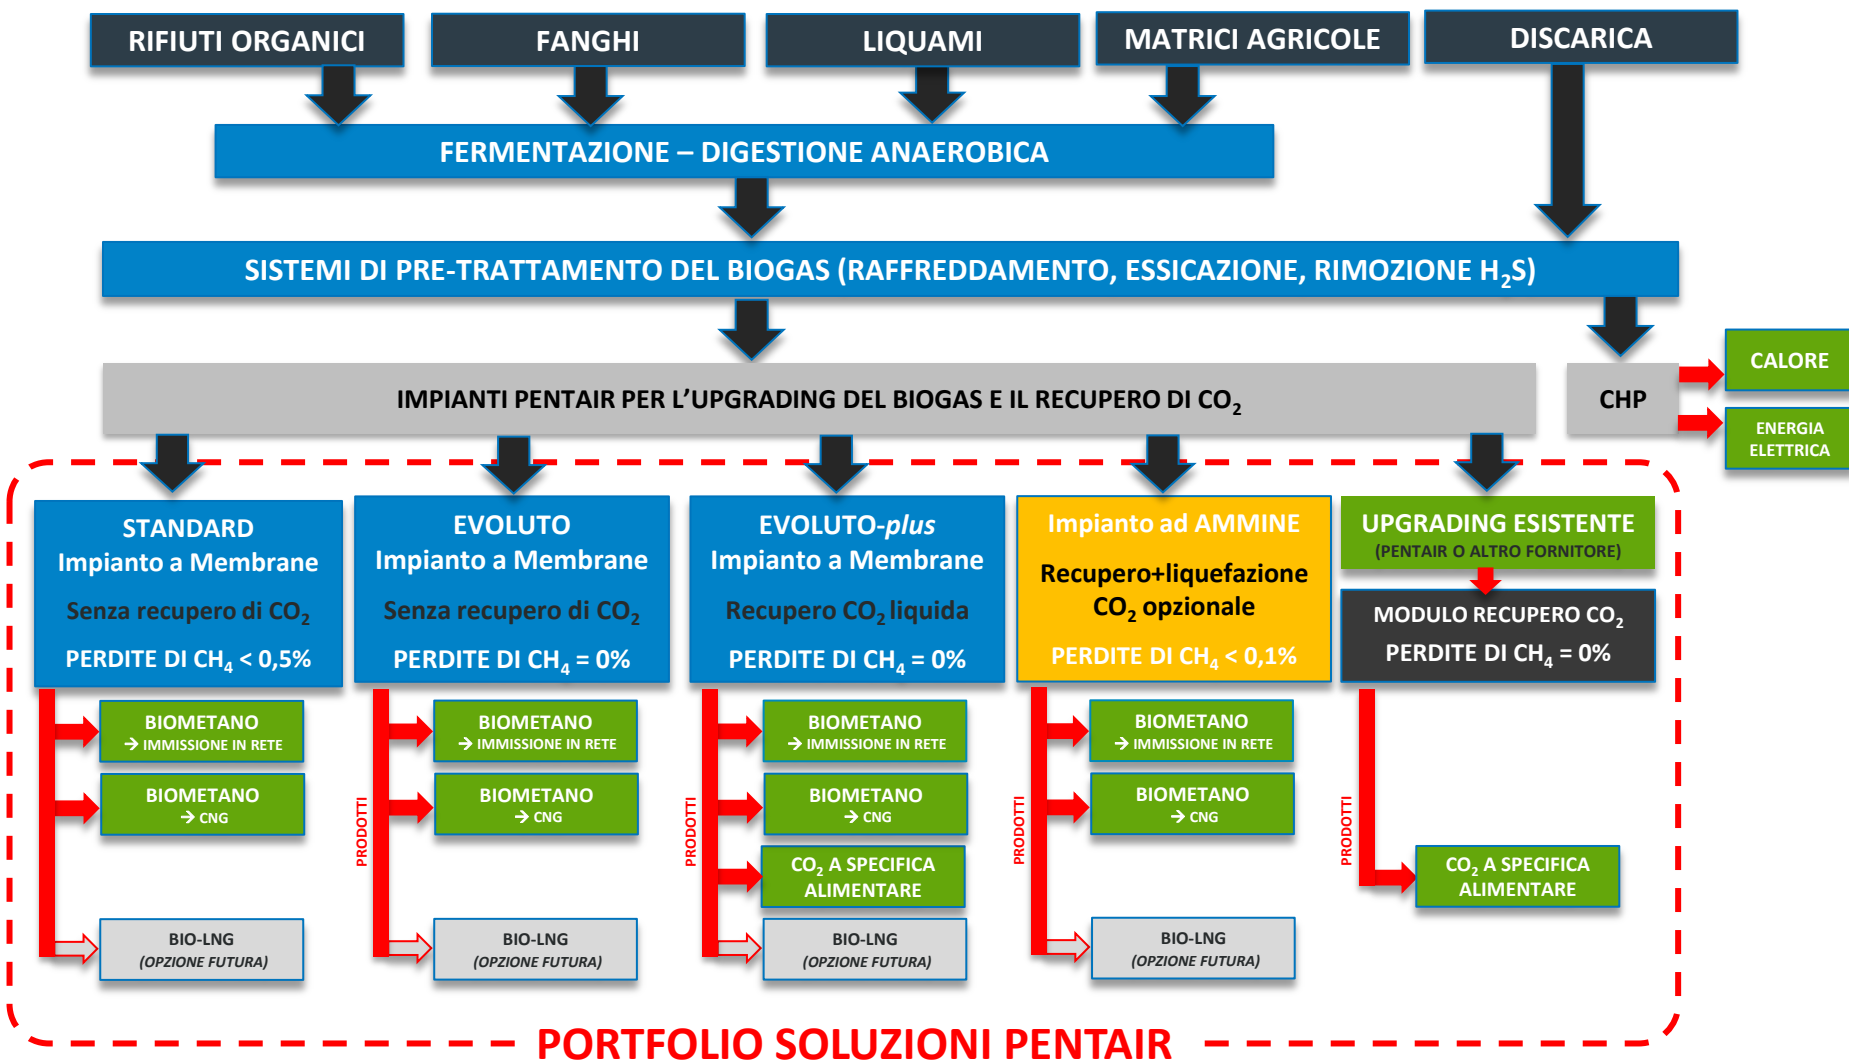 RIFIUTI ORGANICI
FANGHI
LIQUAMI
MATRICI AGRICOLE
DISCARICA
FERMENTAZIONE – DIGESTIONE ANAEROBICA
SISTEMI DI PRE-TRATTAMENTO DEL BIOGAS (RAFFREDDAMENTO, ESSICAZIONE, RIMOZIONE H₂S)
IMPIANTI PENTAIR PER L'UPGRADING DEL BIOGAS E IL RECUPERO DI CO₂
CHP
CALORE
ENERGIA
ELETTRICA
STANDARD
Impianto a Membrane
Senza recupero di CO₂
PERDITE DI CH₄ < 0,5%
BIOMETANO
→ IMMISSIONE IN RETE
BIOMETANO
→ CNG
BIO-LNG
(OPZIONE FUTURA)
EVOLUTO
Impianto a Membrane
Senza recupero di CO₂
PERDITE DI CH₄ = 0%
PRODOTTI
BIOMETANO
→ IMMISSIONE IN RETE
BIOMETANO
→ CNG
BIO-LNG
(OPZIONE FUTURA)
EVOLUTO-plus
Impianto a Membrane
Recupero CO₂ liquida
PERDITE DI CH₄ = 0%
PRODOTTI
BIOMETANO
→ IMMISSIONE IN RETE
BIOMETANO
→ CNG
CO₂ A SPECIFICA
ALIMENTARE
BIO-LNG
(OPZIONE FUTURA)
Impianto ad AMMINE
Recupero+liquefazione
CO₂ opzionale
PERDITE DI CH₄ < 0,1%
PRODOTTI
BIOMETANO
→ IMMISSIONE IN RETE
BIOMETANO
→ CNG
BIO-LNG
(OPZIONE FUTURA)
UPGRADING ESISTENTE
(PENTAIR O ALTRO FORNITORE)
MODULO RECUPERO CO₂
PERDITE DI CH₄ = 0%
PRODOTTI
CO₂ A SPECIFICA
ALIMENTARE
PORTFOLIO SOLUZIONI PENTAIR